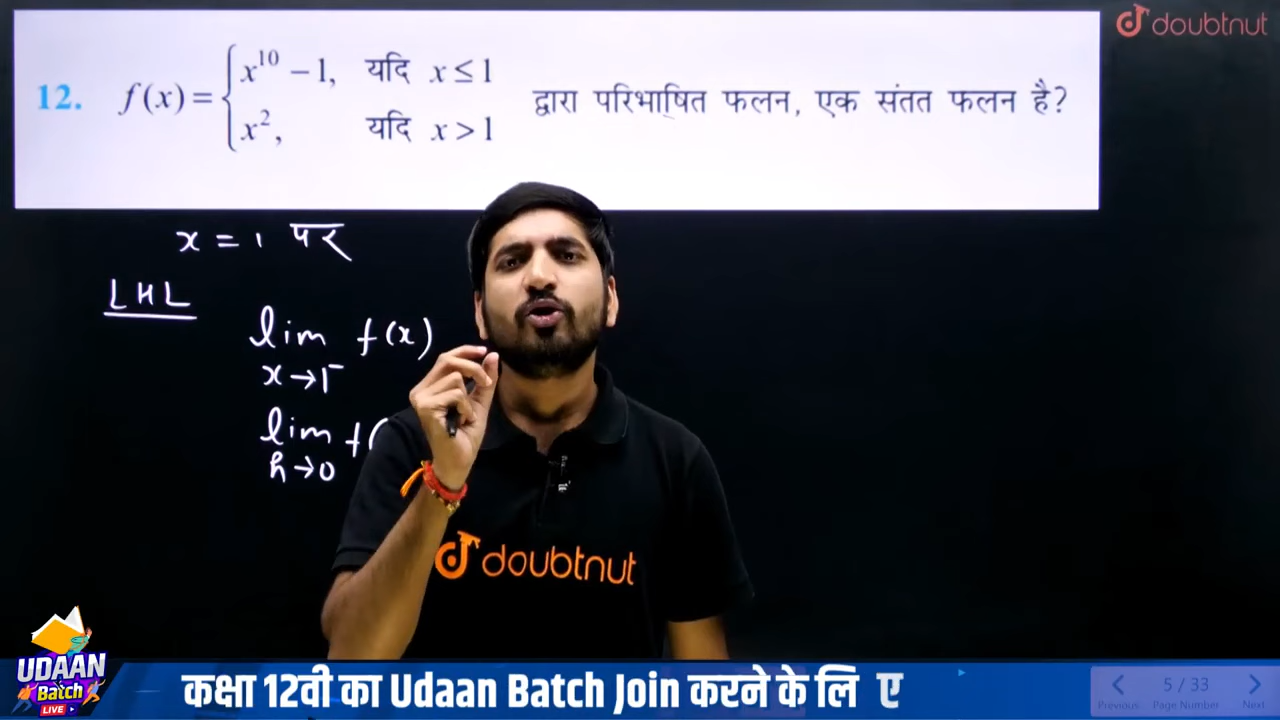 doubtnut
12. f(x) = { x¹⁰ – 1, यदि x ≤ 1
x², यदि x > 1
द्वारा परिभाषित फलन, एक संतत फलन है?
x = 1 पर
LHL
lim f(x)
x→1⁻
lim f(
h→0
doubtnut
UDAAN
Batch
LIVE
कक्षा 12वी का Udaan Batch Join करने के लि ए
5 / 33
Previous Page Number Next